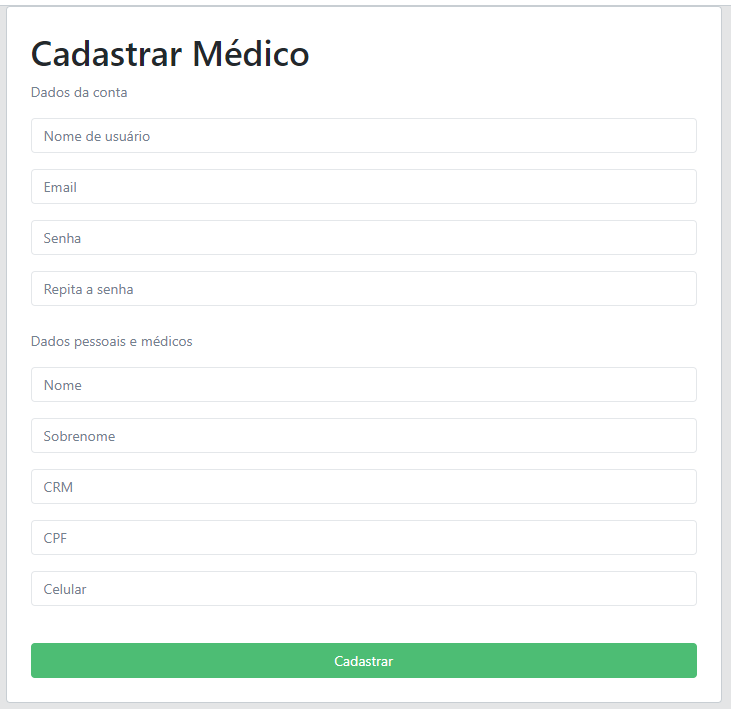 Cadastrar Médico
Dados da conta
Nome de usuário
Email
Senha
Repita a senha
Dados pessoais e médicos
Nome
Sobrenome
CRM
CPF
Celular
Cadastrar